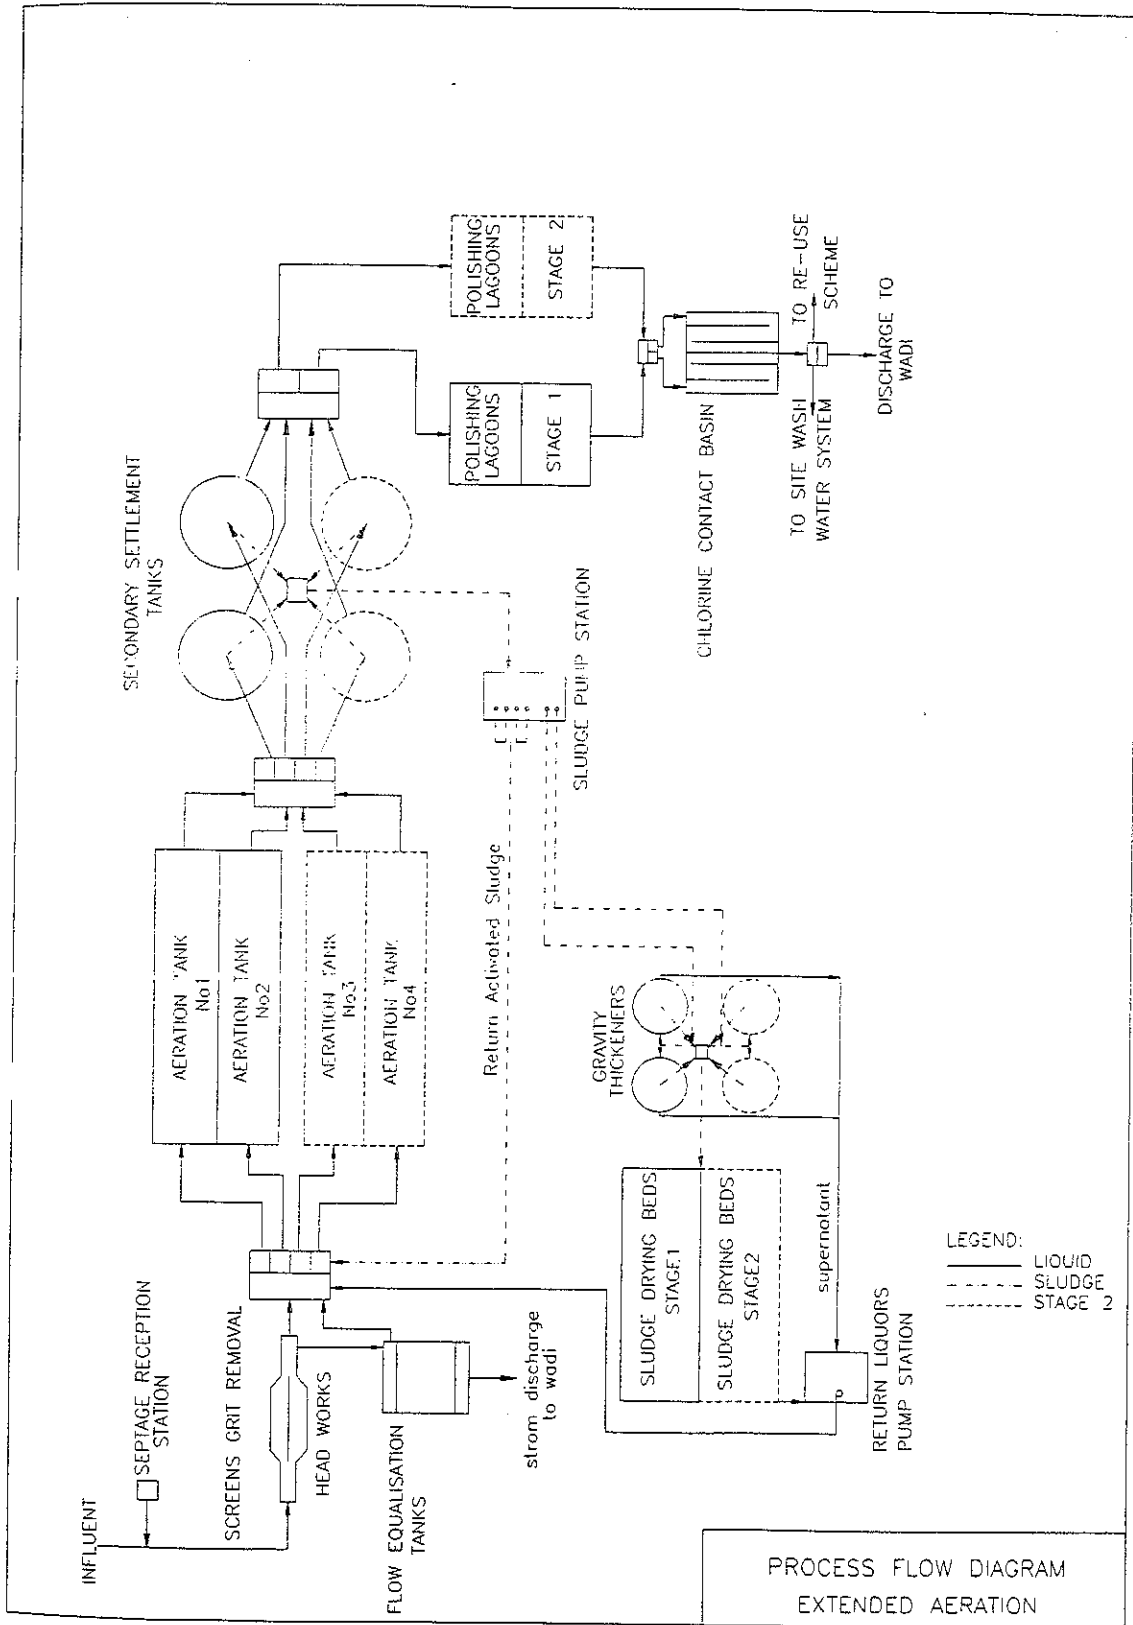 INFLUENT
SEPTAGE RECEPTION
STATION
SCREENS GRIT REMOVAL
HEAD WORKS
FLOW EQUALISATION
TANKS
strom discharge
to wadi
AERATION TANK
No1
AERATION TANK
No2
AERATION TANK
No3
AERATION TANK
No4
SECONDARY SETTLEMENT
TANKS
Return Activated Sludge
SLUDGE PUMP STATION
POLISHING
LAGOONS
STAGE 1
POLISHING
LAGOONS
STAGE 2
CHLORINE CONTACT BASIN
TO SITE WASH
WATER SYSTEM
TO RE-USE
SCHEME
DISCHARGE TO
WADI
GRAVITY
THICKENERS
SLUDGE DRYING BEDS
STAGE1
SLUDGE DRYING BEDS
STAGE2
supernatant
RETURN LIQUORS
PUMP STATION
LEGEND:
LIQUID
SLUDGE
STAGE 2
PROCESS FLOW DIAGRAM
EXTENDED AERATION